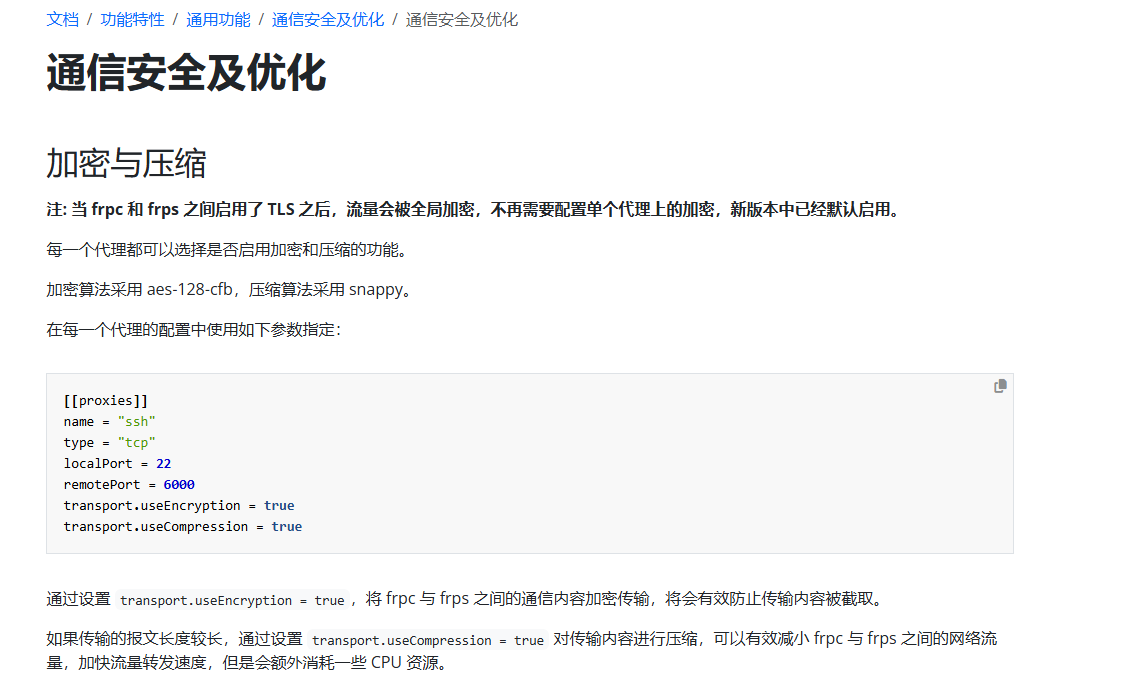 文档 / 功能特性 / 通用功能 / 通信安全及优化 / 通信安全及优化
通信安全及优化
加密与压缩
注: 当 frpc 和 frps 之间启用了 TLS 之后，流量会被全局加密，不再需要配置单个代理上的加密，新版本中已经默认启用。
每一个代理都可以选择是否启用加密和压缩的功能。
加密算法采用 aes-128-cfb，压缩算法采用 snappy。
在每一个代理的配置中使用如下参数指定：
[[proxies]]
name = "ssh"
type = "tcp"
localPort = 22
remotePort = 6000
transport.useEncryption = true
transport.useCompression = true
通过设置 transport.useEncryption = true ，将 frpc 与 frps 之间的通信内容加密传输，将会有效防止传输内容被截取。
如果传输的报文长度较长，通过设置 transport.useCompression = true 对传输内容进行压缩，可以有效减小 frpc 与 frps 之间的网络流
量，加快流量转发速度，但是会额外消耗一些 CPU 资源。